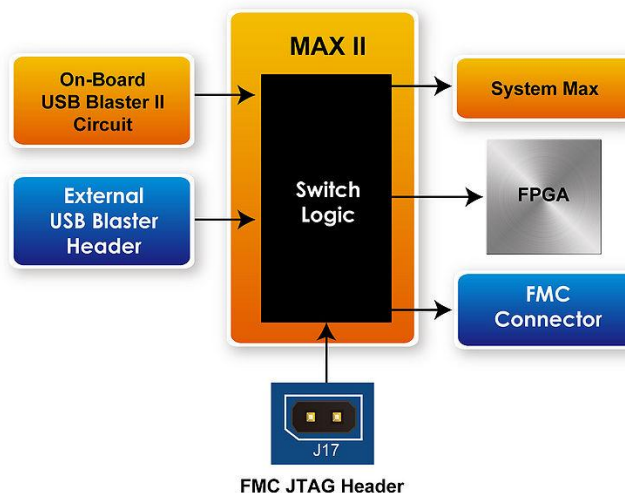 MAX II
On-Board
USB Blaster II
Circuit
System Max
External
USB Blaster
Header
Switch
Logic
FPGA
FMC
Connector
J17
FMC JTAG Header